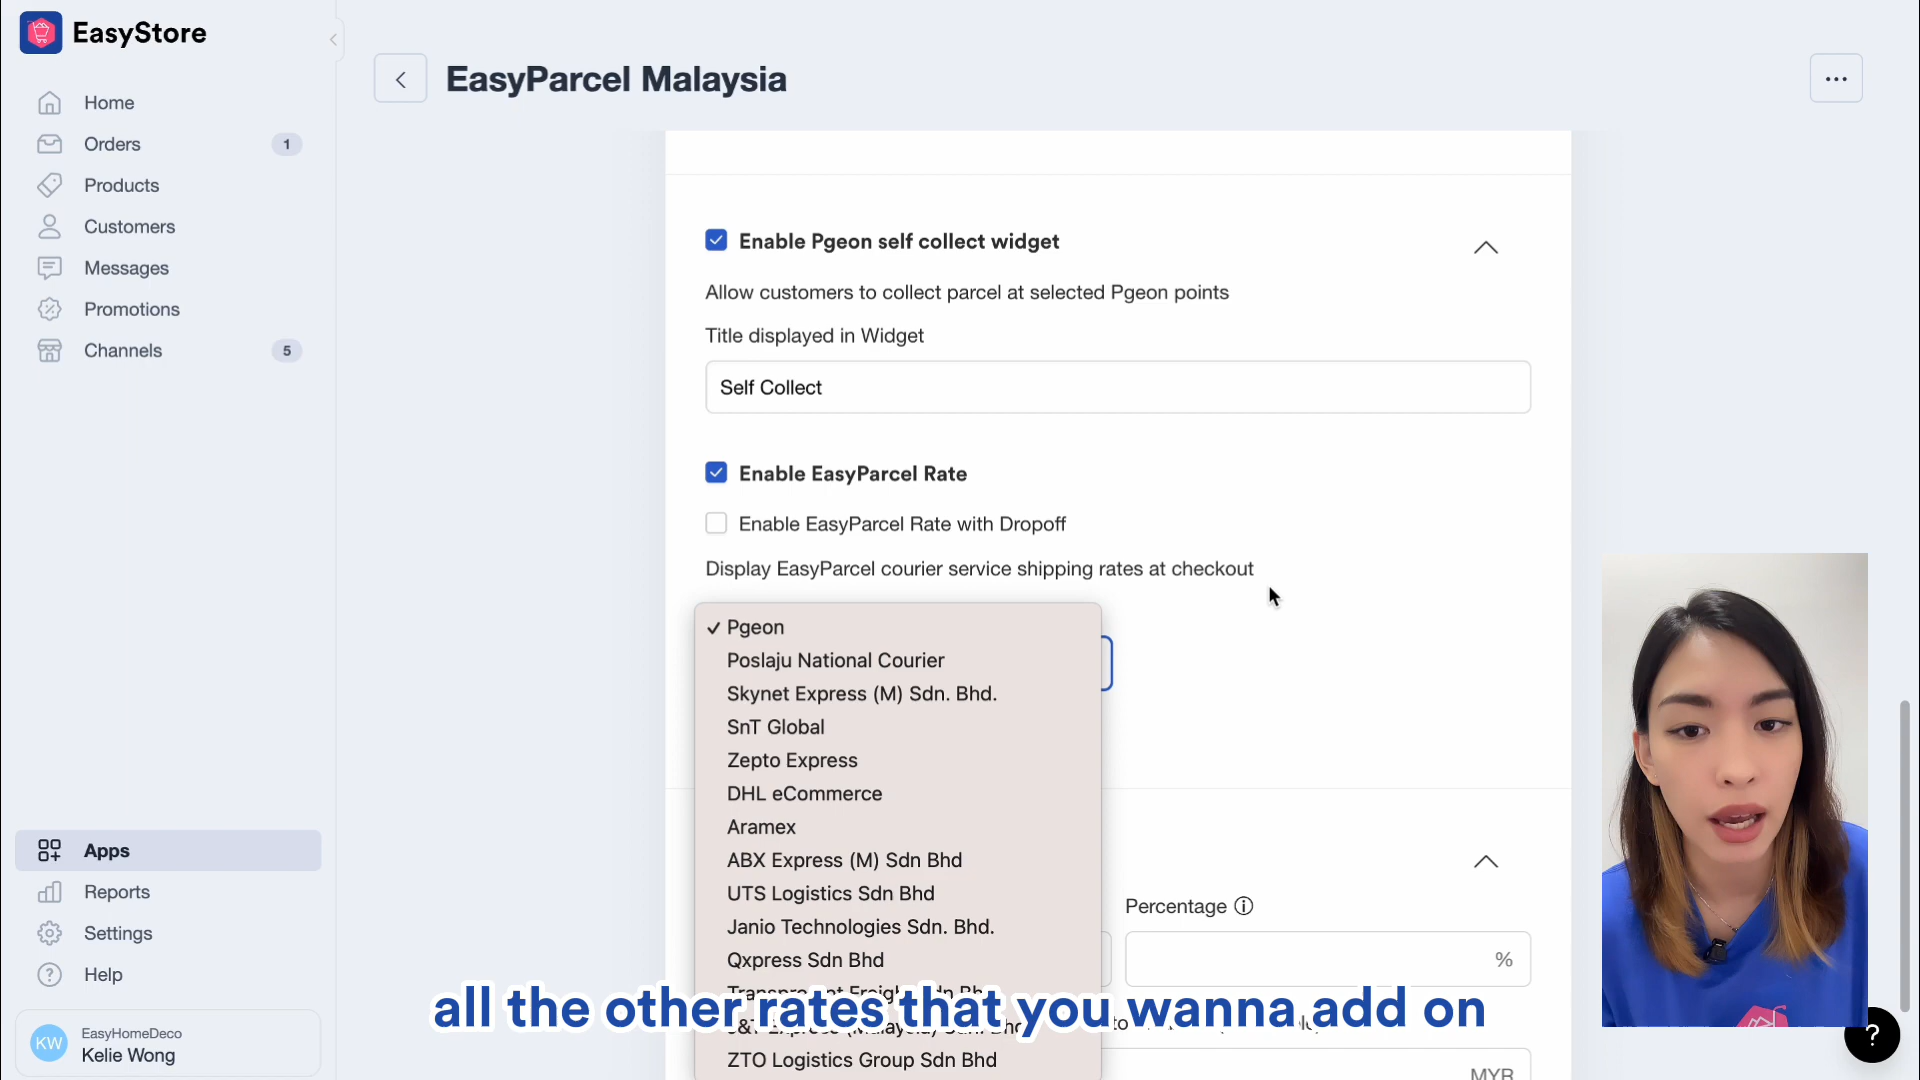 EasyStore
Home
Orders 1
Products
Customers
Messages
Promotions
Channels 5
Apps
Reports
Settings
Help
KW
EasyHomeDeco
Kelie Wong
EasyParcel Malaysia
Enable Pgeon self collect widget
Allow customers to collect parcel at selected Pgeon points
Title displayed in Widget
Self Collect
Enable EasyParcel Rate
Enable EasyParcel Rate with Dropoff
Display EasyParcel courier service shipping rates at checkout
✓ Pgeon
Poslaju National Courier
Skynet Express (M) Sdn. Bhd.
SnT Global
Zepto Express
DHL eCommerce
Aramex
ABX Express (M) Sdn Bhd
UTS Logistics Sdn Bhd
Janio Technologies Sdn. Bhd.
Qxpress Sdn Bhd
ZTO Logistics Group Sdn Bhd
Percentage
%
MYR
all the other rates that you wanna add on
?